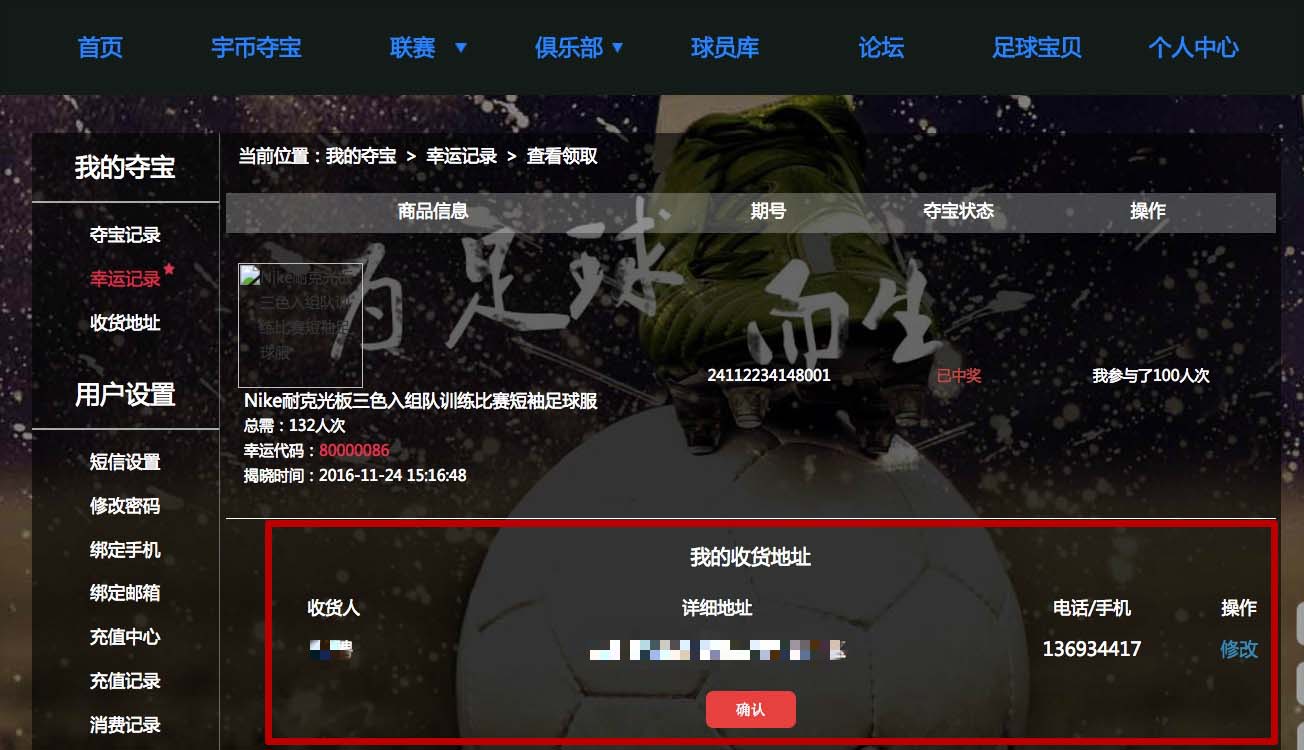 首页 宇币夺宝 联赛 ▼ 俱乐部 ▼ 球员库 论坛 足球宝贝 个人中心
我的夺宝
夺宝记录
幸运记录
收货地址
用户设置
短信设置
修改密码
绑定手机
绑定邮箱
充值中心
充值记录
消费记录
当前位置：我的夺宝 > 幸运记录 > 查看领取
商品信息 期号 夺宝状态 操作
为足球
而生
Nike耐克光板
三色入组队训
练比赛短袖足
球服
24112234148001 已中奖 我参与了100人次
Nike耐克光板三色入组队训练比赛短袖足球服
总需：132人次
幸运代码：80000086
揭晓时间：2016-11-24 15:16:48
我的收货地址
收货人 详细地址 电话/手机 操作
136934417 修改
确认